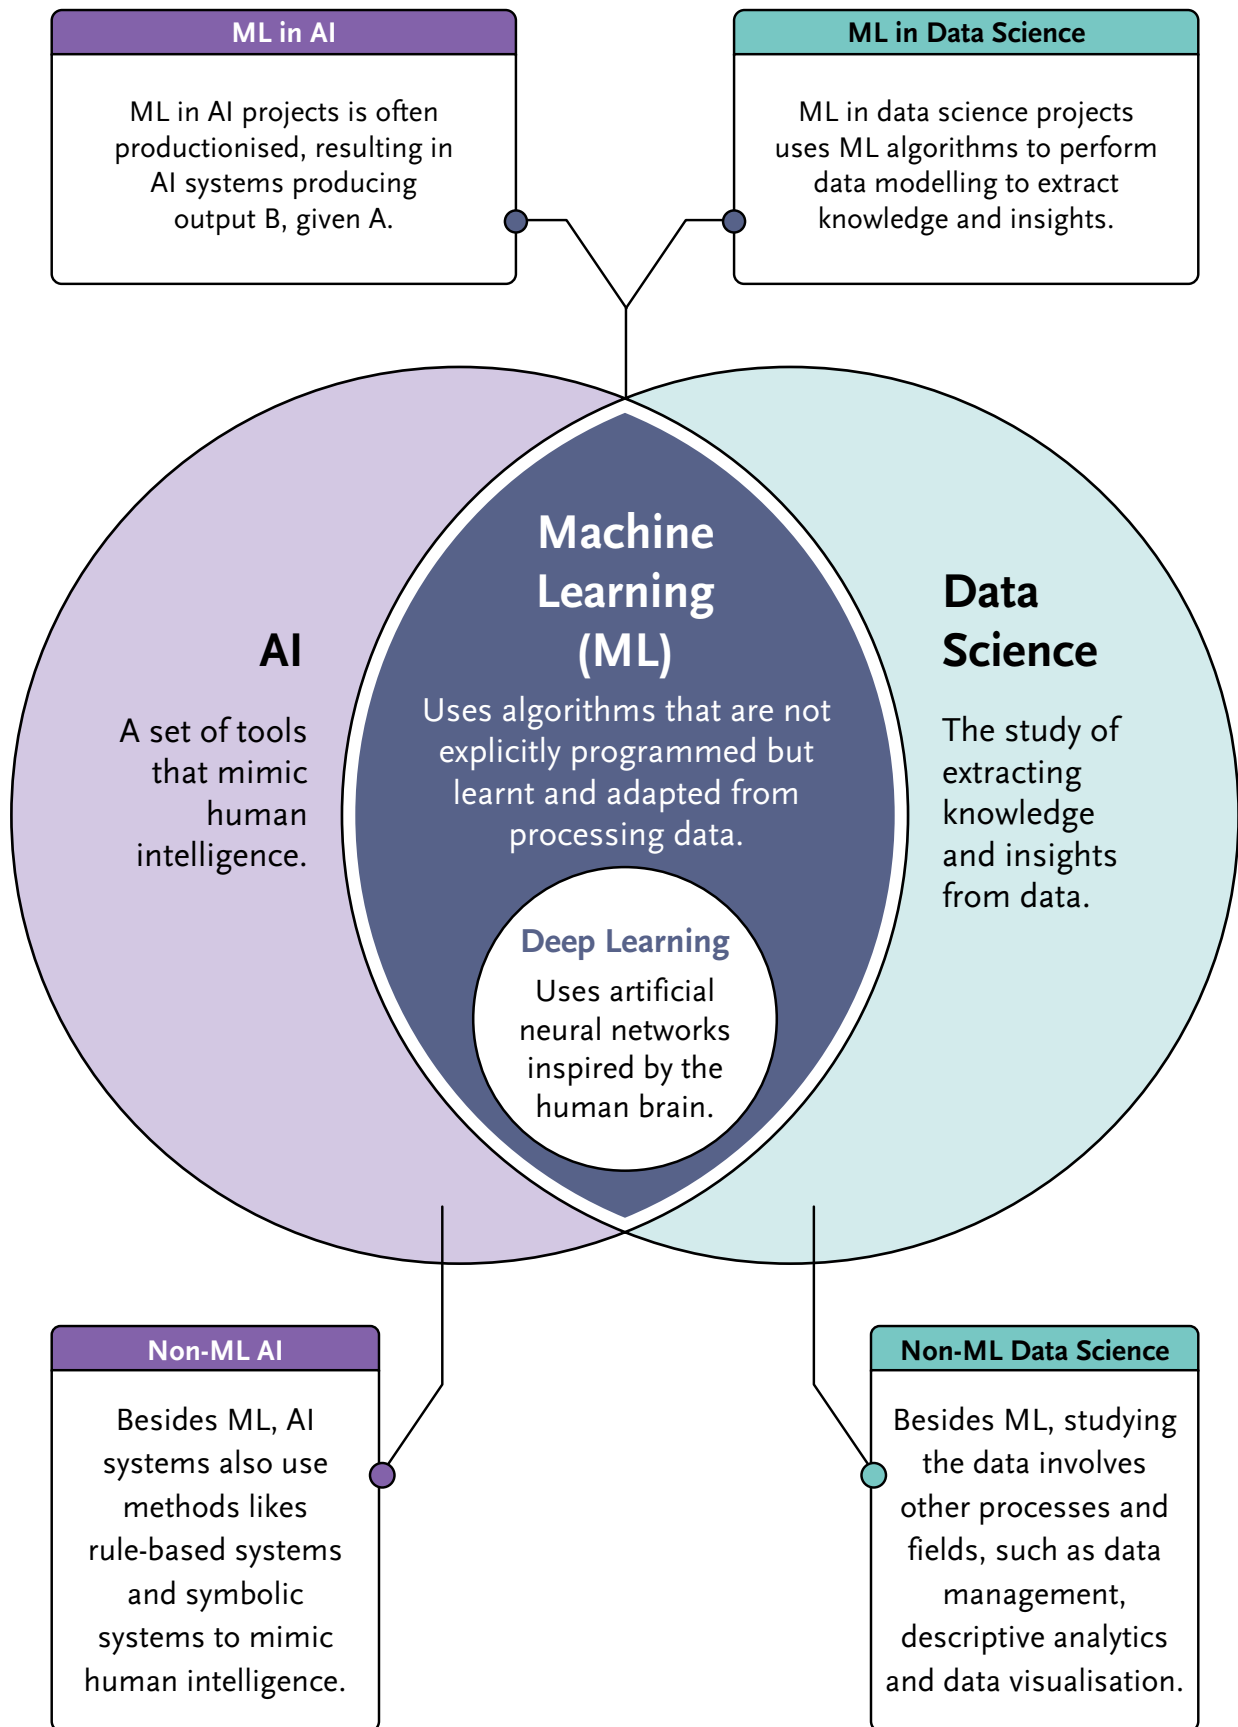 ML in AI
ML in AI projects is often
productionised, resulting in
AI systems producing
output B, given A.
ML in Data Science
ML in data science projects
uses ML algorithms to perform
data modelling to extract
knowledge and insights.
AI
A set of tools
that mimic
human
intelligence.
Machine
Learning
(ML)
Uses algorithms that are not
explicitly programmed but
learnt and adapted from
processing data.
Deep Learning
Uses artificial
neural networks
inspired by the
human brain.
Data
Science
The study of
extracting
knowledge
and insights
from data.
Non-ML AI
Besides ML, AI
systems also use
methods likes
rule-based systems
and symbolic
systems to mimic
human intelligence.
Non-ML Data Science
Besides ML, studying
the data involves
other processes and
fields, such as data
management,
descriptive analytics
and data visualisation.